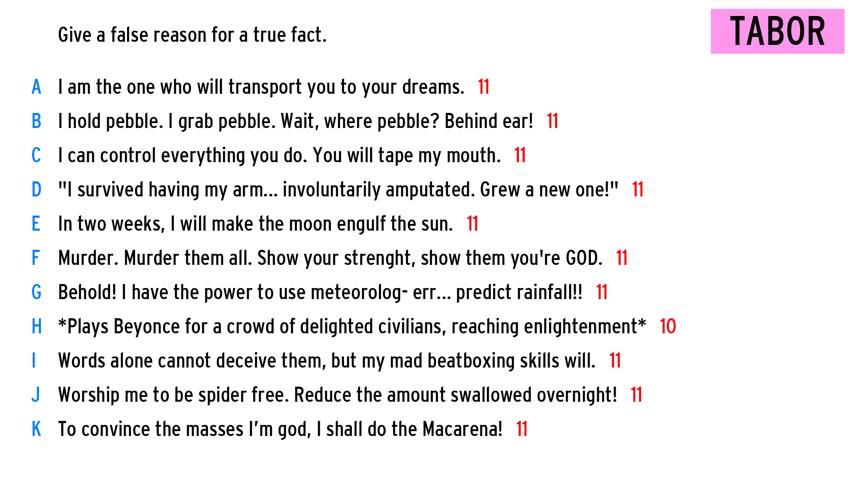 Give a false reason for a true fact.
TABOR
A I am the one who will transport you to your dreams. 11
B I hold pebble. I grab pebble. Wait, where pebble? Behind ear! 11
C I can control everything you do. You will tape my mouth. 11
D "I survived having my arm... involuntarily amputated. Grew a new one!" 11
E In two weeks, I will make the moon engulf the sun. 11
F Murder. Murder them all. Show your strenght, show them you're GOD. 11
G Behold! I have the power to use meteorolog- err... predict rainfall!! 11
H *Plays Beyonce for a crowd of delighted civilians, reaching enlightenment* 10
I Words alone cannot deceive them, but my mad beatboxing skills will. 11
J Worship me to be spider free. Reduce the amount swallowed overnight! 11
K To convince the masses I'm god, I shall do the Macarena! 11